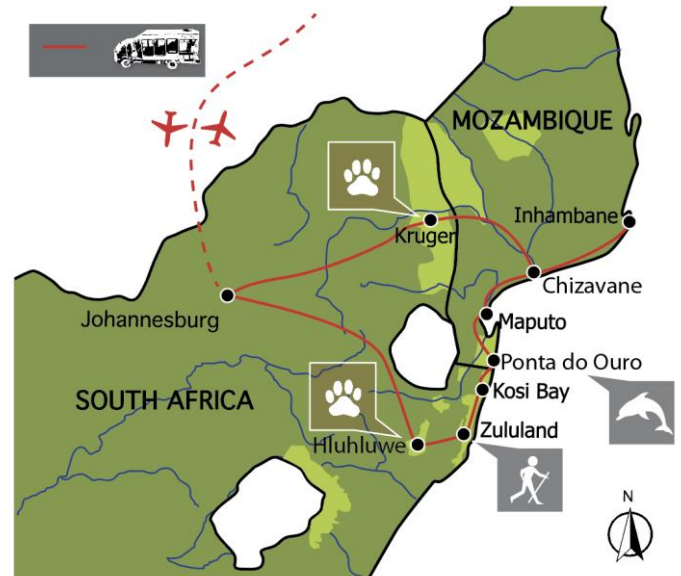 MOZAMBIQUE
Inhambane
Kruger
Chizavane
Johannesburg
Maputo
Ponta do Ouro
Kosi Bay
SOUTH AFRICA
Zululand
Hluhluwe
N